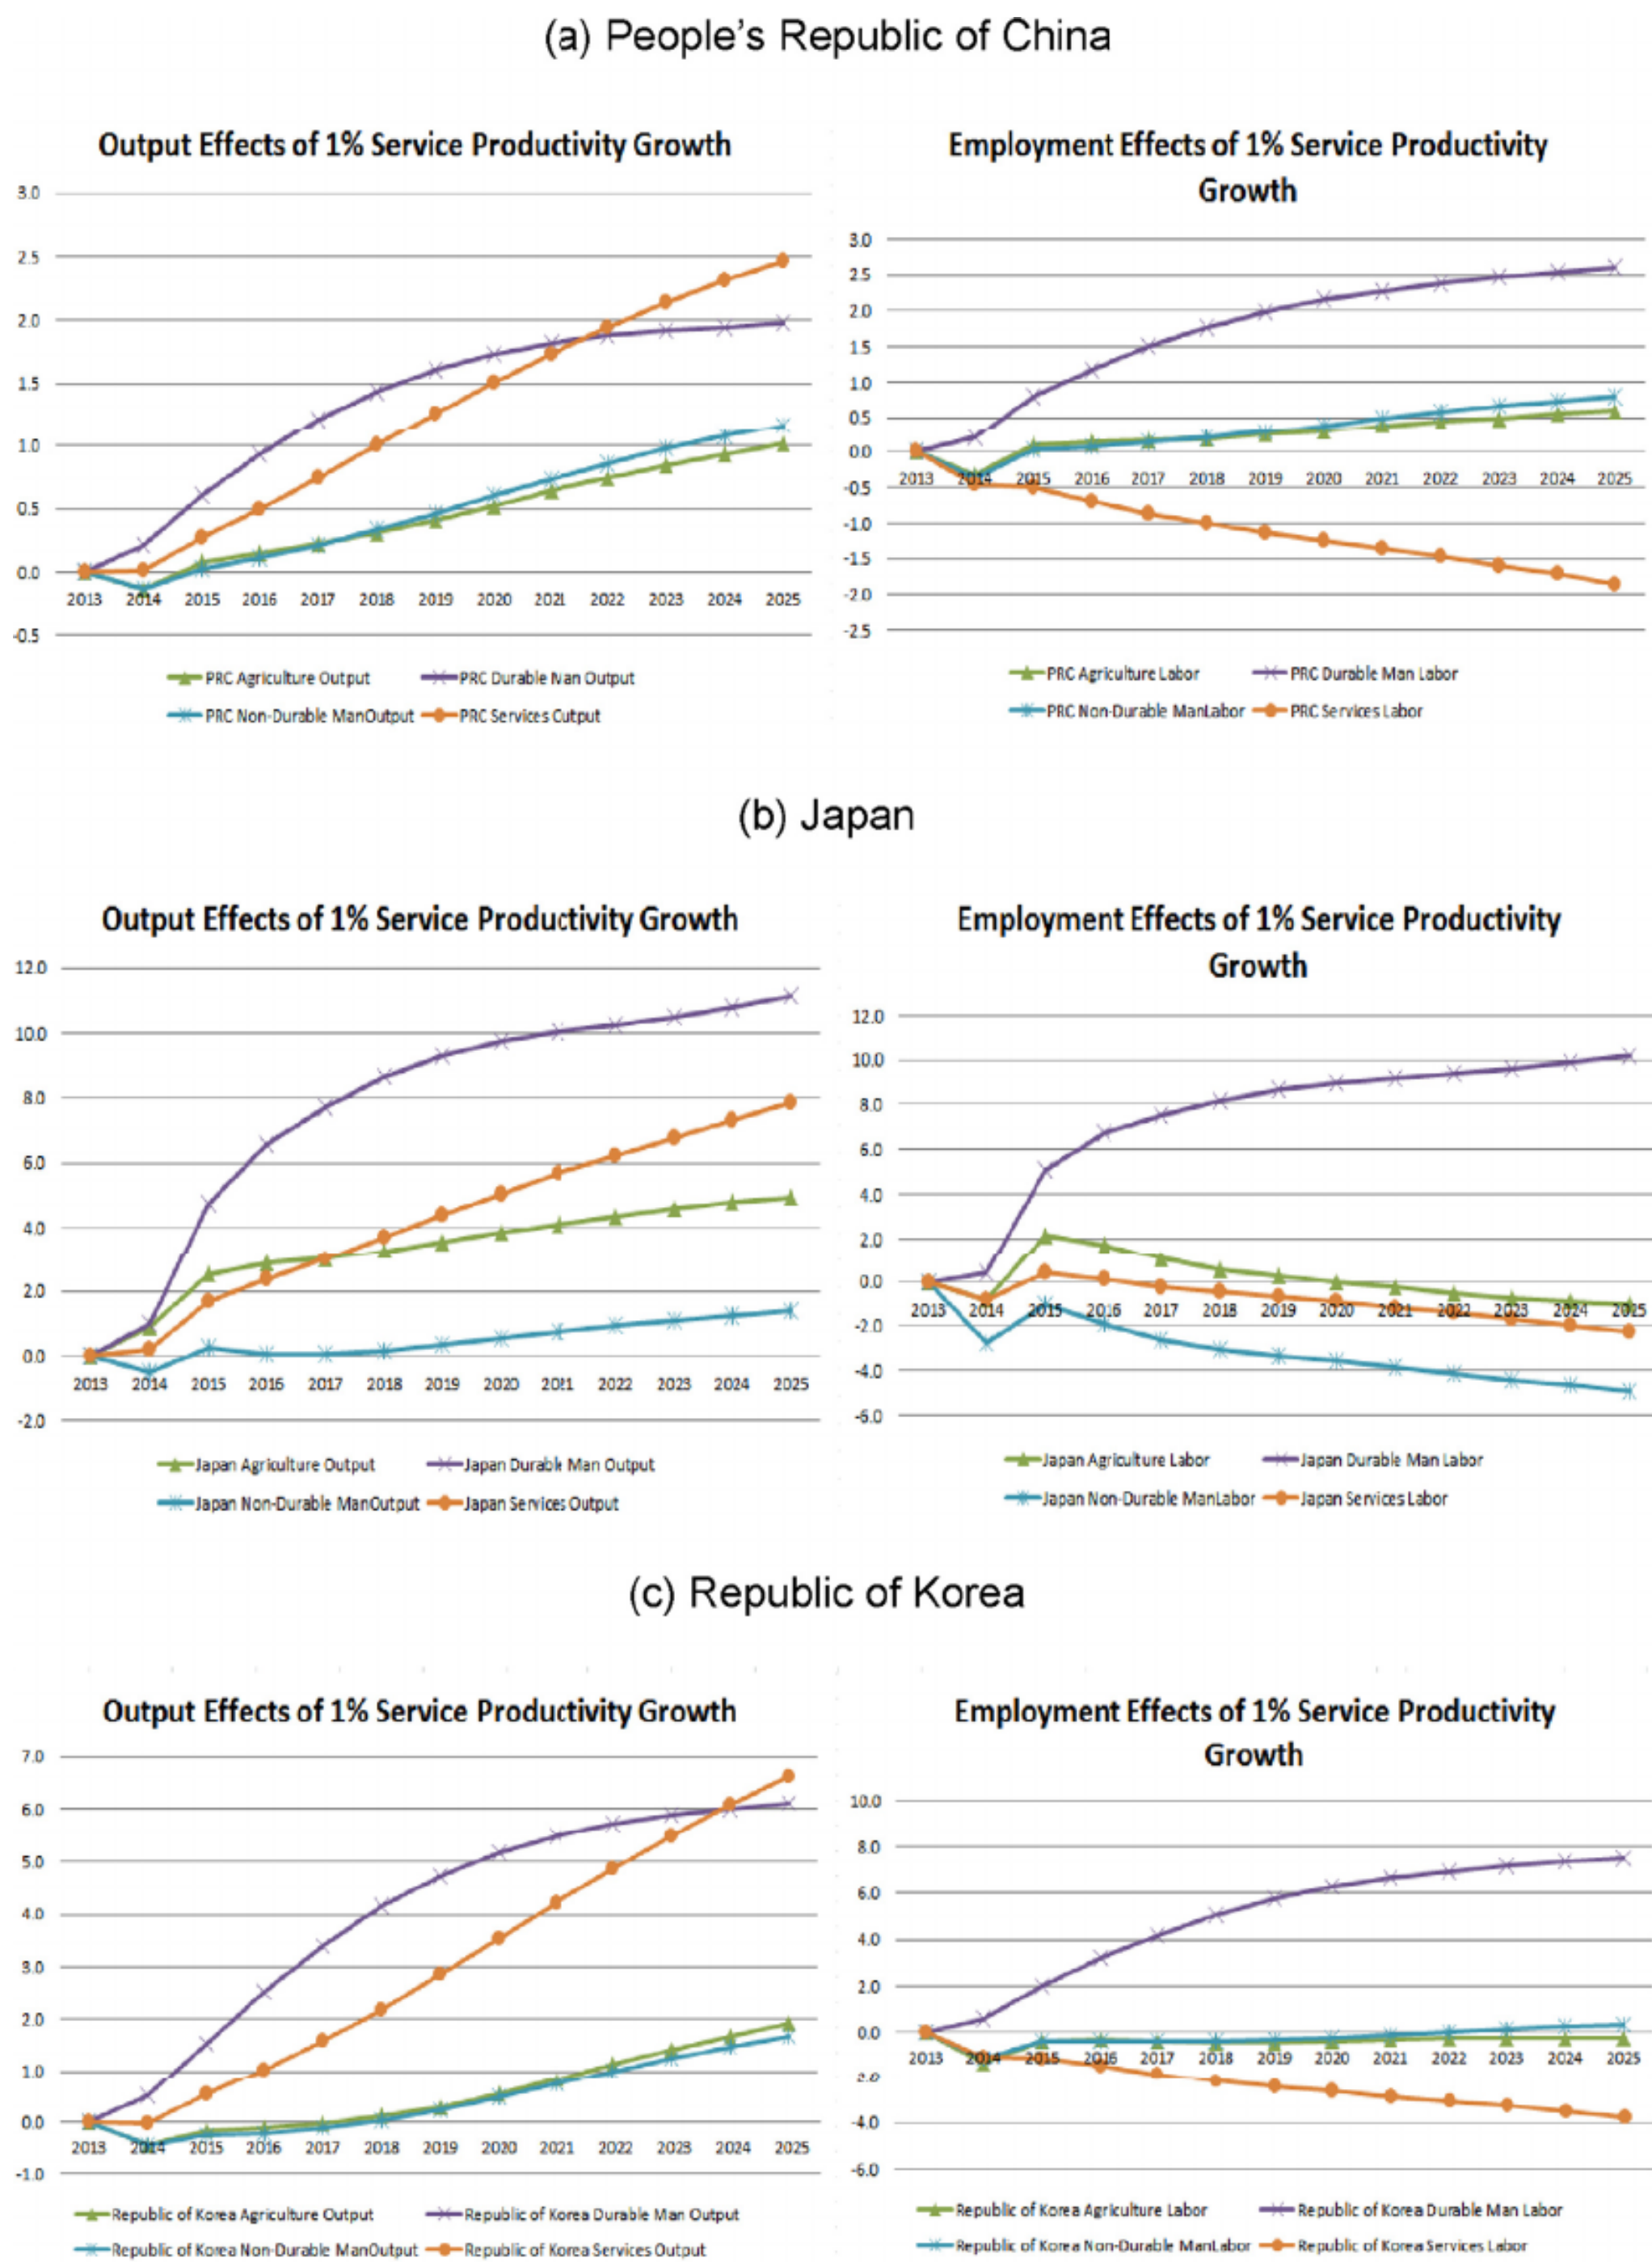 (a) People's Republic of China
Output Effects of 1% Service Productivity Growth
3.0
2.5
2.0
1.5
1.0
0.5
0.0
2013 2014 2015 2016 2017 2018 2019 2020 2021 2022 2023 2024 2025
-0.5
PRC Agriculture Output PRC Durable Man Output
PRC Non-Durable ManOutput PRC Services Output
Employment Effects of 1% Service Productivity
Growth
3.0
2.5
2.0
1.5
1.0
0.5
0.0
2013 2014 2015 2016 2017 2018 2019 2020 2021 2022 2023 2024 2025
-0.5
-1.0
-1.5
-2.0
-2.5
PRC Agriculture Labor PRC Durable Man Labor
PRC Non-Durable ManLabor PRC Services Labor
(b) Japan
Output Effects of 1% Service Productivity Growth
12.0
10.0
8.0
6.0
4.0
2.0
0.0
2013 2014 2015 2016 2017 2018 2019 2020 2021 2022 2023 2024 2025
-2.0
Japan Agriculture Output Japan Durable Man Output
Japan Non-Durable ManOutput Japan Services Output
Employment Effects of 1% Service Productivity
Growth
12.0
10.0
8.0
6.0
4.0
2.0
0.0
2013 2014 2015 2016 2017 2018 2019 2020 2021 2022 2023 2024 2025
-2.0
-4.0
-6.0
Japan Agriculture Labor Japan Durable Man Labor
Japan Non-Durable ManLabor Japan Services Labor
(c) Republic of Korea
Output Effects of 1% Service Productivity Growth
7.0
6.0
5.0
4.0
3.0
2.0
1.0
0.0
2013 2014 2015 2016 2017 2018 2019 2020 2021 2022 2023 2024 2025
-1.0
Republic of Korea Agriculture Output Republic of Korea Durable Man Output
Republic of Korea Non-Durable ManOutput Republic of Korea Services Output
Employment Effects of 1% Service Productivity
Growth
10.0
8.0
6.0
4.0
2.0
0.0
2013 2014 2015 2016 2017 2018 2019 2020 2021 2022 2023 2024 2025
-2.0
-4.0
-6.0
Republic of Korea Agriculture Labor Republic of Korea Durable Man Labor
Republic of Korea Non-Durable ManLabor Republic of Korea Services Labor